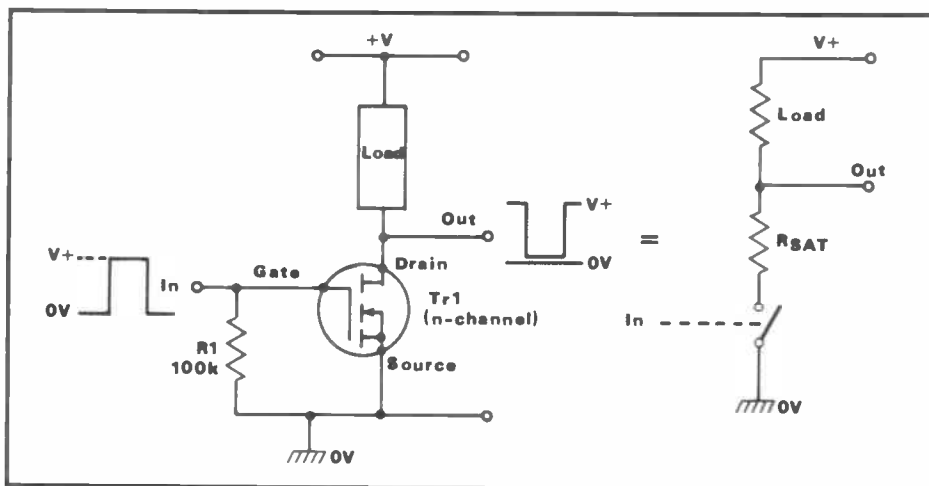 +V
Load
Out
V+
0V
Drain
Gate
V+
In
0V
Tr1
(n-channel)
R1
100k
Source
0V
=
V+
Load
Out
RSAT
In
0V